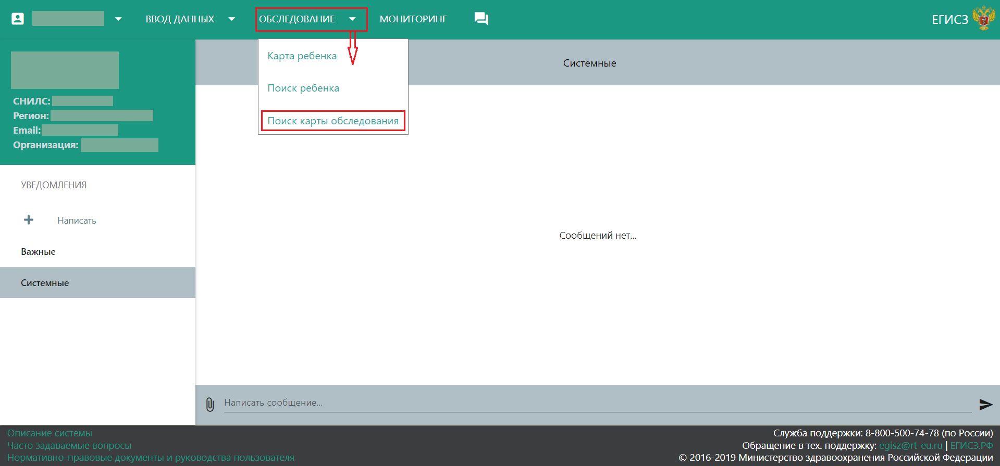 ВВОД ДАННЫХ
ОБСЛЕДОВАНИЕ
МОНИТОРИНГ
ЕГИСЗ
Карта ребенка
Поиск ребенка
Поиск карты обследования
Системные
СНИЛС:
Регион:
Email:
Организация:
УВЕДОМЛЕНИЯ
Написать
Важные
Системные
Сообщений нет...
Написать сообщение...
Описание системы
Часто задаваемые вопросы
Нормативно-правовые документы и руководства пользователя
Служба поддержки: 8-800-500-74-78 (по России)
Обращение в тех. поддержку: egisz@rt-eu.ru | ЕГИСЗ.РФ
© 2016-2019 Министерство здравоохранения Российской Федерации